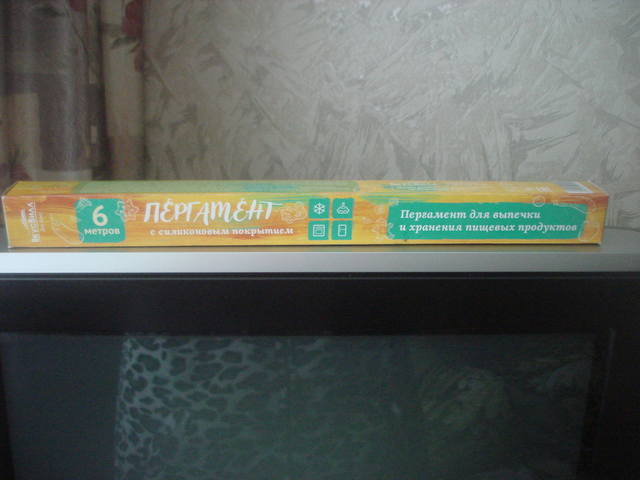 6
метров
ПЕРГАМЕНТ
с силиконовым покрытием
Пергамент для выпечки
и хранения пищевых продуктов